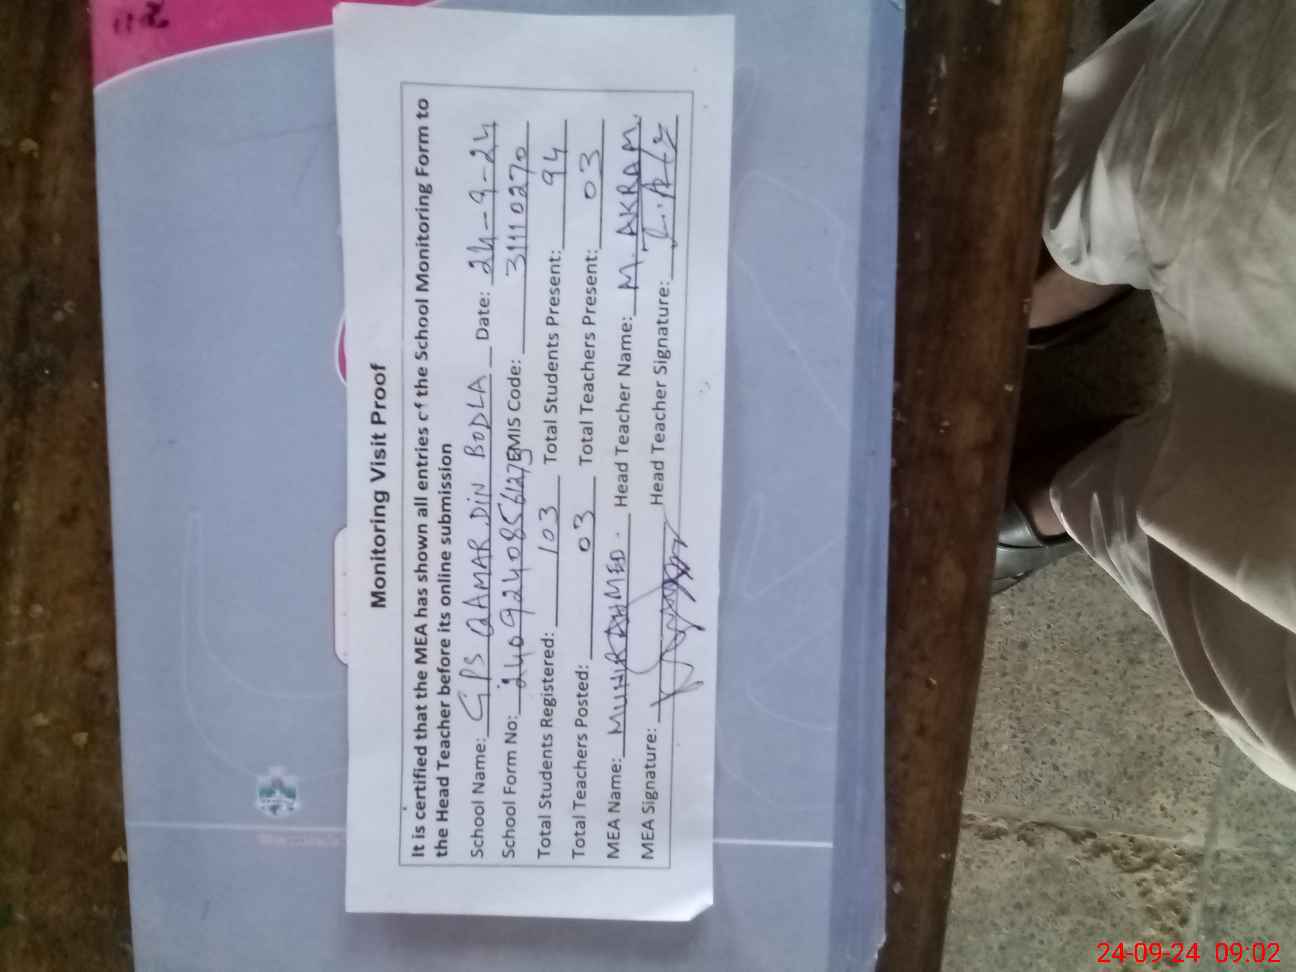 Monitoring Visit Proof
It is certified that the MEA has shown all entries of the School Monitoring Form to
the Head Teacher before its online submission
School Name: GPS QAMAR DIN BODLA Date: 24-9-24
School Form No: 240924085612 EMIS Code: 31110270
Total Students Registered: 103 Total Students Present: 94
Total Teachers Posted: 03 Total Teachers Present: 03
MEA Name: MUNIR AHMED. Head Teacher Name: M. AKRAM
MEA Signature: Head Teacher Signature:
24-09-24 09:02